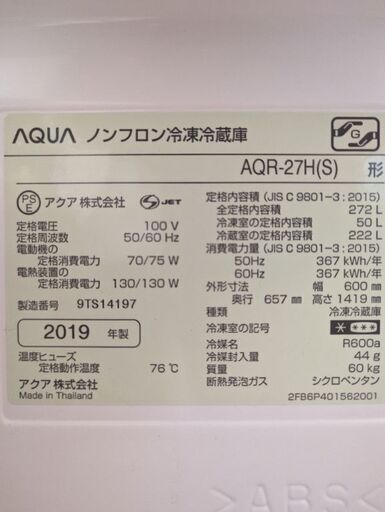 AQUA ノンフロン冷凍冷蔵庫
G
AQR-27H(S) 形
PS E アクア株式会社 S JET
定格電圧 100 V
定格周波数 50/60 Hz
電動機の
定格消費電力 70/75 W
電熱装置の
定格消費電力 130/130 W
製造番号 9TS14197
2019 年製
温度ヒューズ
定格動作温度 76℃
アクア株式会社
Made in Thailand
定格内容積 (JIS C 9801-3 : 2015)
全定格内容積 272 L
冷凍室の定格内容積 50 L
冷蔵室の定格内容積 222 L
消費電力量 (JIS C 9801-3 : 2015)
50Hz 367 kWh/年
60Hz 367 kWh/年
外形寸法 幅 600 mm
奥行 657 mm 高さ 1419 mm
種類 冷凍冷蔵庫
冷凍室の記号 * ***
冷媒名 R600a
冷媒封入量 44 g
質量 60 kg
断熱発泡ガス シクロペンタン
2FB6P401562001
>ABS<